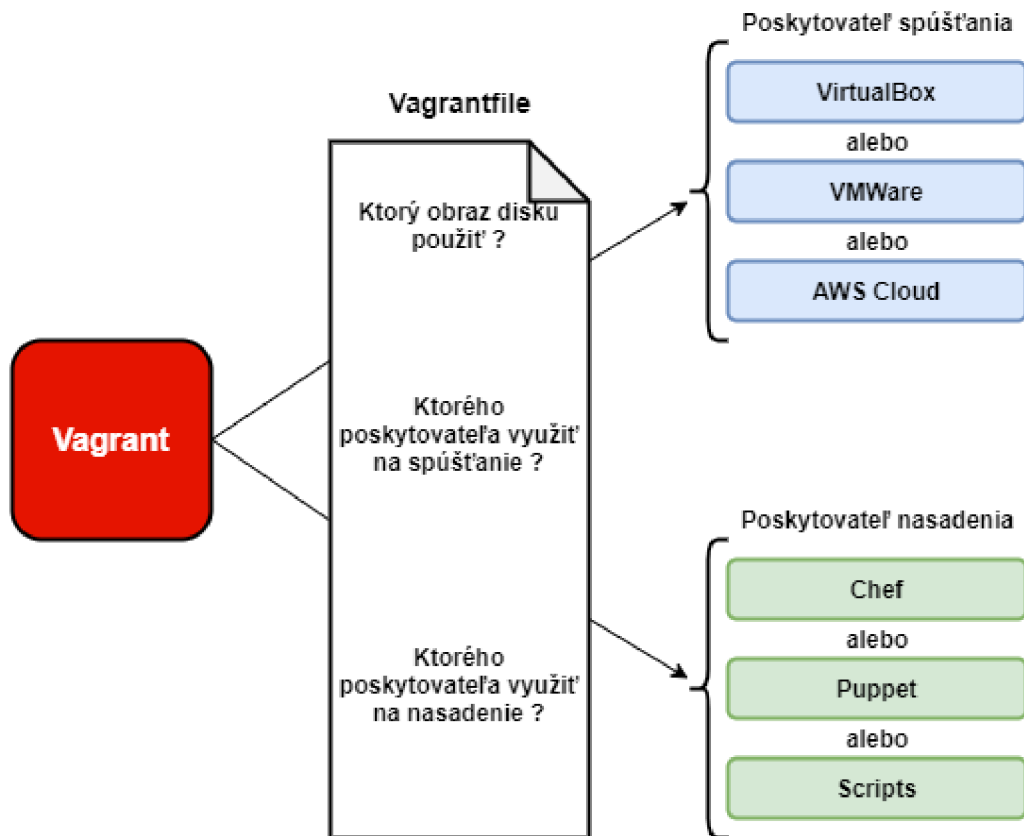 Vagrant
Vagrantfile
Ktorý obraz disku
použiť ?
Ktorého
poskytovateľa využiť
na spúšťanie ?
Ktorého
poskytovateľa využiť
na nasadenie ?
Poskytovateľ spúšťania
VirtualBox
alebo
VMWare
alebo
AWS Cloud
Poskytovateľ nasadenia
Chef
alebo
Puppet
alebo
Scripts